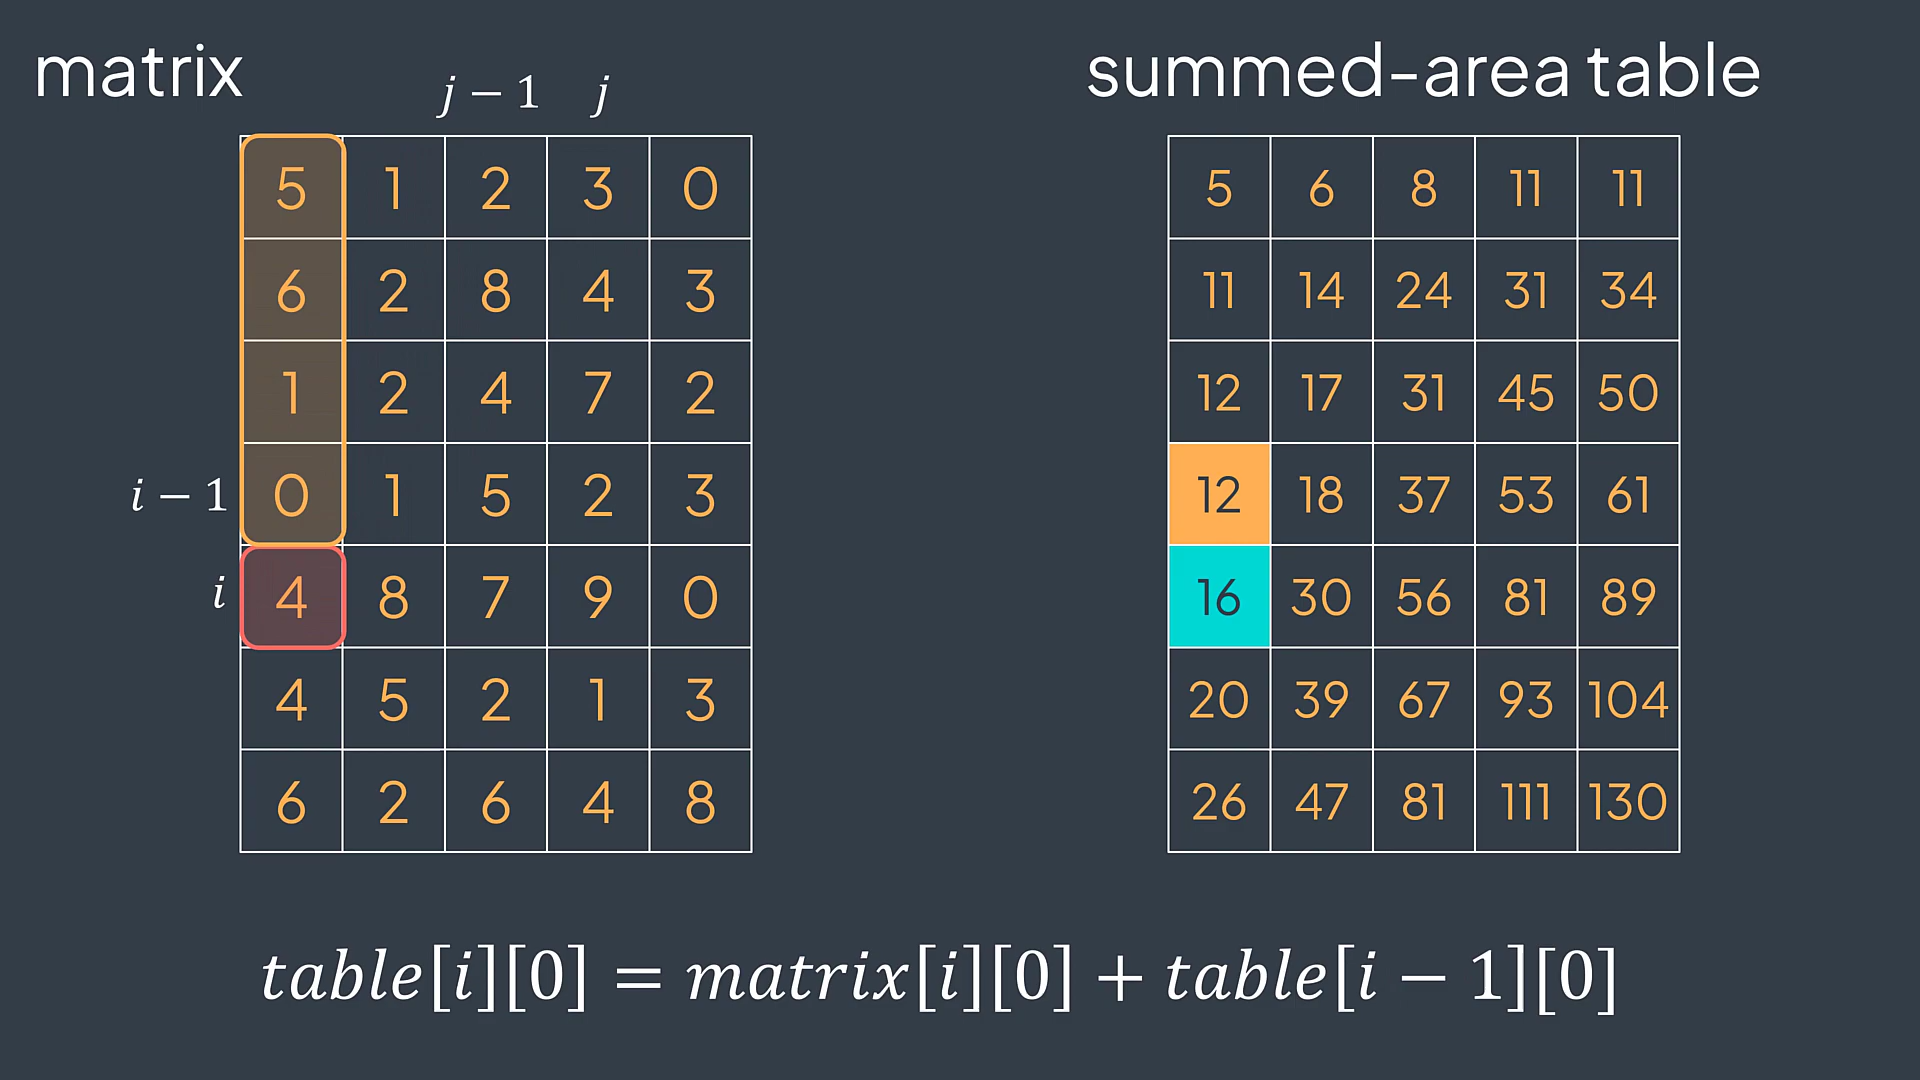 matrix
j − 1 j
5 1 2 3 0
6 2 8 4 3
1 2 4 7 2
i − 1 0 1 5 2 3
i 4 8 7 9 0
4 5 2 1 3
6 2 6 4 8
summed-area table
5 6 8 11 11
11 14 24 31 34
12 17 31 45 50
12 18 37 53 61
16 30 56 81 89
20 39 67 93 104
26 47 81 111 130
table[i][0] = matrix[i][0] + table[i − 1][0]